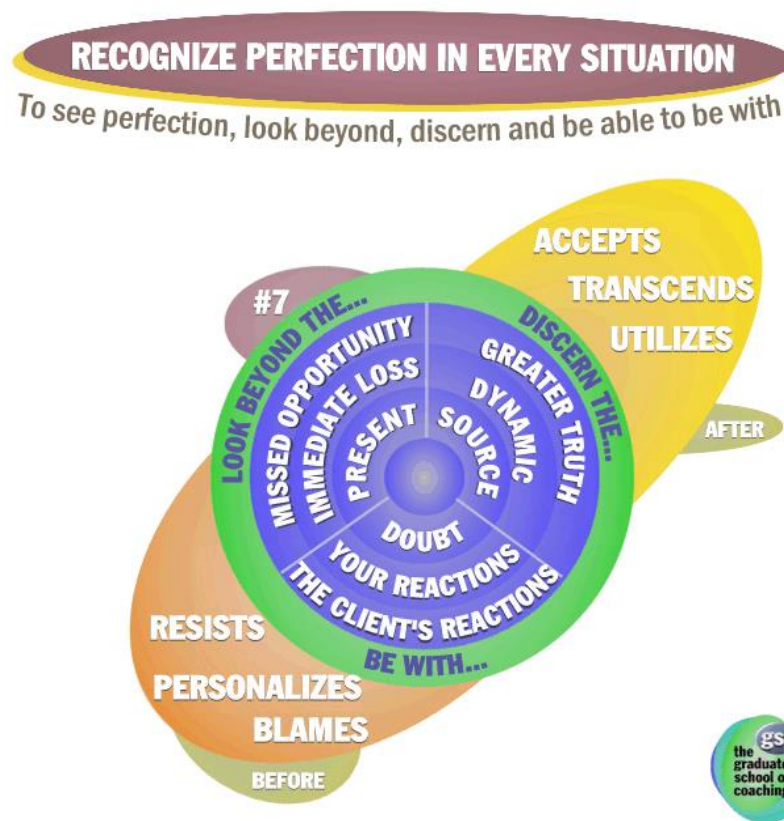 RECOGNIZE PERFECTION IN EVERY SITUATION
To see perfection, look beyond, discern and be able to be with
#7
LOOK BEYOND THE...
MISSED OPPORTUNITY
IMMEDIATE LOSS
PRESENT
DISCERN THE...
GREATER TRUTH
DYNAMIC
SOURCE
BE WITH...
DOUBT
YOUR REACTIONS
THE CLIENT'S REACTIONS
ACCEPTS
TRANSCENDS
UTILIZES
AFTER
RESISTS
PERSONALIZES
BLAMES
BEFORE
gs
the
graduate
school o
coaching